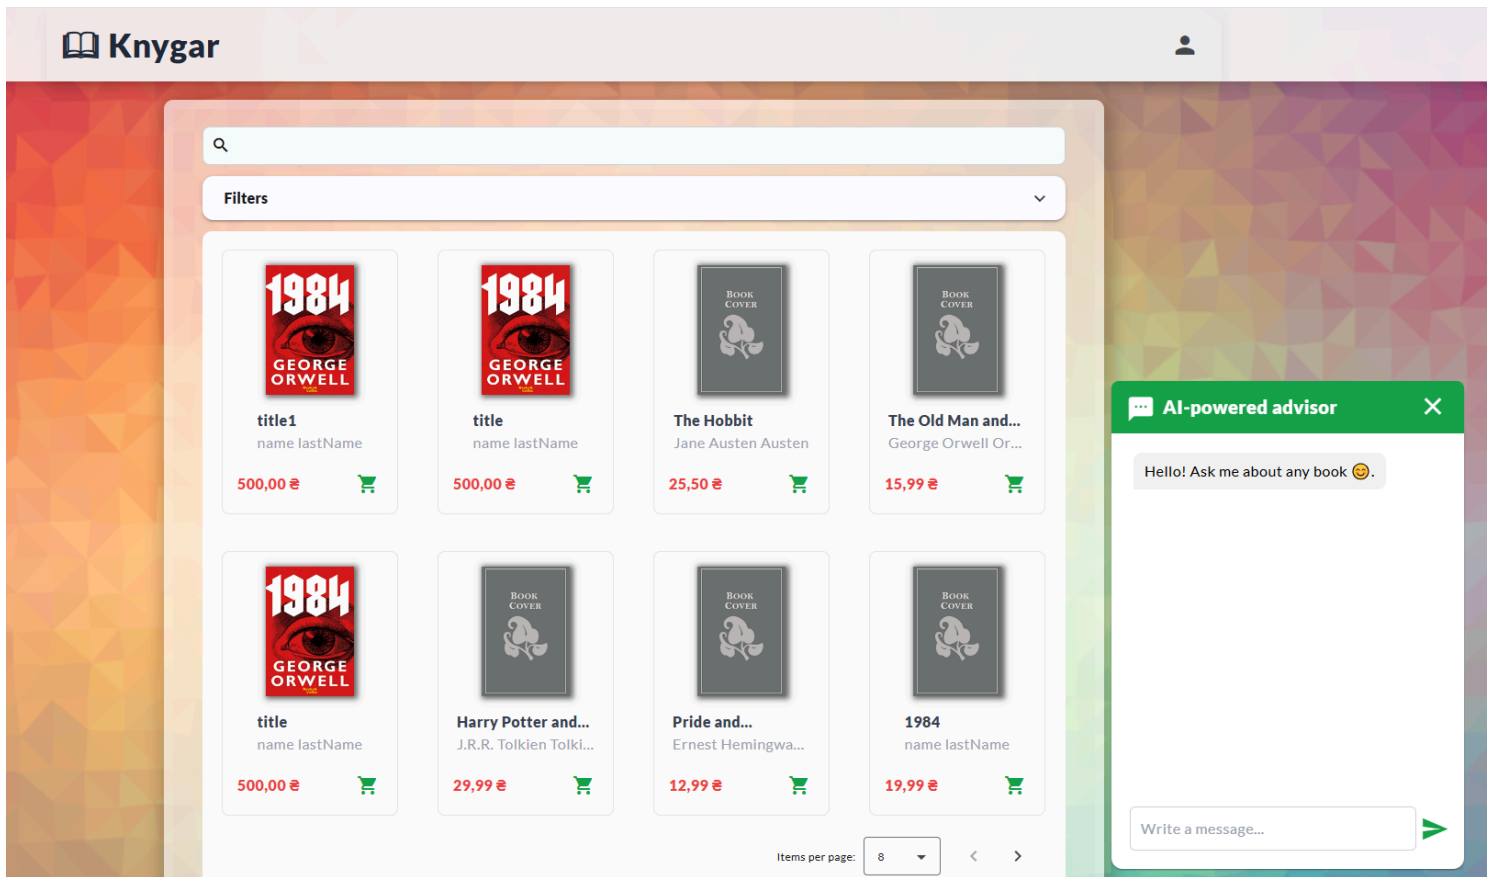 Knygar
Filters
1984
GEORGE
ORWELL
title1
name lastName
500,00 ₴
1984
GEORGE
ORWELL
title
name lastName
500,00 ₴
BOOK
COVER
The Hobbit
Jane Austen Austen
25,50 ₴
BOOK
COVER
The Old Man and...
George Orwell Or...
15,99 ₴
1984
GEORGE
ORWELL
title
name lastName
500,00 ₴
BOOK
COVER
Harry Potter and...
J.R.R. Tolkien Tolki...
29,99 ₴
BOOK
COVER
Pride and...
Ernest Hemingwa...
12,99 ₴
BOOK
COVER
1984
name lastName
19,99 ₴
Items per page: 8
AI-powered advisor
Hello! Ask me about any book 😊.
Write a message...